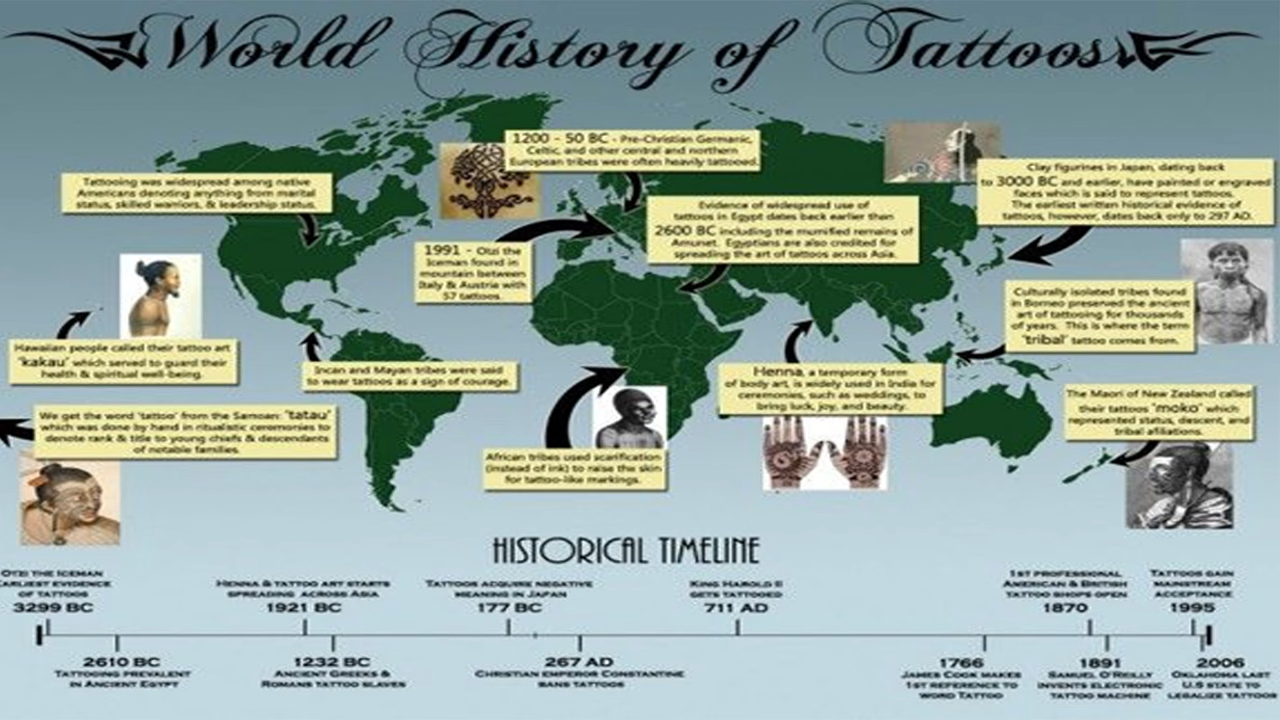 World History of Tattoos
1200 - 50 BC - Pre-Christian Germanic,
Celtic, and other central and northern
European tribes were often heavily tattooed.
Tattooing was widespread among native
Americans denoting anything from marital
status, skilled warriors, & leadership status.
Clay figurines in Japan, dating back
to 3000 BC and earlier, have painted or engraved
faces which is said to represent tattoos.
The earliest written historical evidence of
tattoos, however, dates back only to 297 AD.
Evidence of widespread use of
tattoos in Egypt dates back earlier than
2600 BC including the mumified remains of
Amunet. Egyptians are also credited for
spreading the art of tattoos across Asia.
1991 - Otzi the
Iceman found in
mountain between
Italy & Austria with
57 tattoos.
Culturally isolated tribes found
in Borneo preserved the ancient
art of tattooing for thousands
of years. This is where the term
"tribal" tattoo comes from.
Hawaiian people called their tattoo art
"kakau" which served to guard their
health & spiritual well-being.
Incan and Mayan tribes were said
to wear tattoos as a sign of courage.
Henna, a temporary form
of body art, is widely used in India for
ceremonies, such as weddings, to
bring luck, joy, and beauty.
The Maori of New Zealand called
their tattoos "moko" which
represented status, descent, and
tribal afiliations.
We get the word 'tattoo' from the Samoan: "tatau"
which was done by hand in ritualistic ceremonies to
denote rank & title to young chiefs & descendants
of notable families.
African tribes used scarification
(instead of ink) to raise the skin
for tattoo-like markings.
HISTORICAL TIMELINE
OTZI THE ICEMAN
EARLIEST EVIDENCE
OF TATTOOS
3299 BC
HENNA & TATTOO ART STARTS
SPREADING ACROSS ASIA
1921 BC
TATTOOS ACQUIRE NEGATIVE
MEANING IN JAPAN
177 BC
KING HAROLD II
GETS TATTOOED
711 AD
1ST PROFESSIONAL
AMERICAN & BRITISH
TATTOO SHOPS OPEN
1870
TATTOOS GAIN
MAINSTREAM
ACCEPTANCE
1995
2610 BC
TATTOOING PREVALENT
IN ANCIENT EGYPT
1232 BC
ANCIENT GREEKS &
ROMANS TATTOO SLAVES
267 AD
CHRISTIAN EMPEROR CONSTANTINE
BANS TATTOOS
1766
JAMES COOK MAKES
1ST REFERENCE TO
WORD TATTOO
1891
SAMUEL O'REILLY
INVENTS ELECTRONIC
TATTOO MACHINE
2006
OKLAHOMA LAST
U.S STATE TO
LEGALIZE TATTOOS